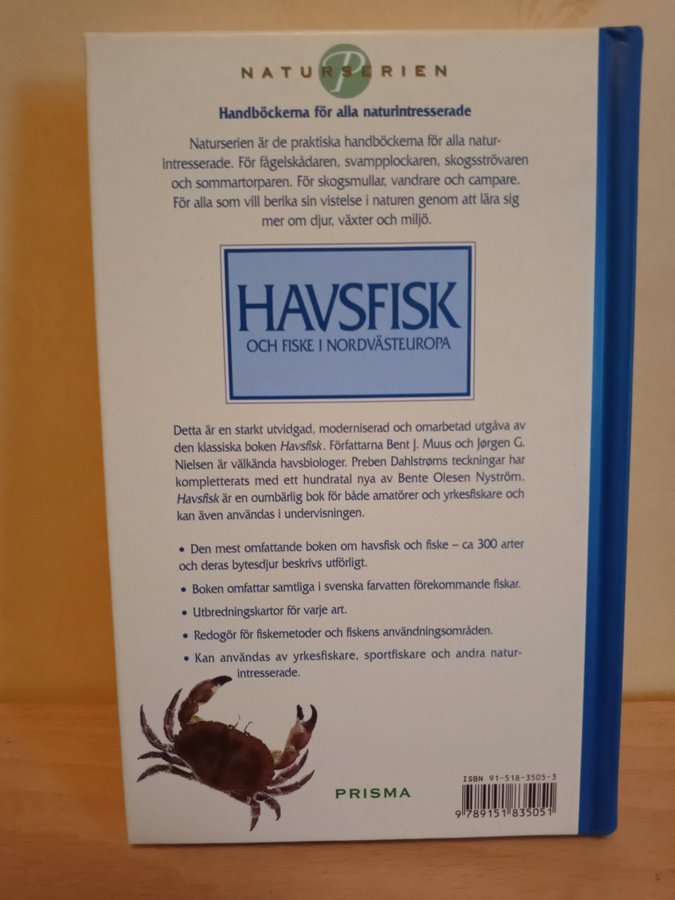 NATURSERIEN
Handböckerna för alla naturintresserade
Naturserien är de praktiska handböckerna för alla natur-
intresserade. För fågelskådaren, svampplockaren, skogsströvaren
och sommartorparen. För skogsmullar, vandrare och campare.
För alla som vill berika sin vistelse i naturen genom att lära sig
mer om djur, växter och miljö.
HAVSFISK
OCH FISKE I NORDVÄSTEUROPA
Detta är en starkt utvidgad, moderniserad och omarbetad utgåva av
den klassiska boken Havsfisk. Författarna Bent J. Muus och Jørgen G.
Nielsen är välkända havsbiologer. Preben Dahlstrøms teckningar har
kompletterats med ett hundratal nya av Bente Olesen Nyström.
Havsfisk är en oumbärlig bok för både amatörer och yrkesfiskare och
kan även användas i undervisningen.
• Den mest omfattande boken om havsfisk och fiske – ca 300 arter
och deras bytesdjur beskrivs utförligt.
• Boken omfattar samtliga i svenska farvatten förekommande fiskar.
• Utbredningskartor för varje art.
• Redogör för fiskemetoder och fiskens användningsområden.
• Kan användas av yrkesfiskare, sportfiskare och andra natur-
intresserade.
PRISMA
ISBN 91-518-3505-3
9 789151 835051